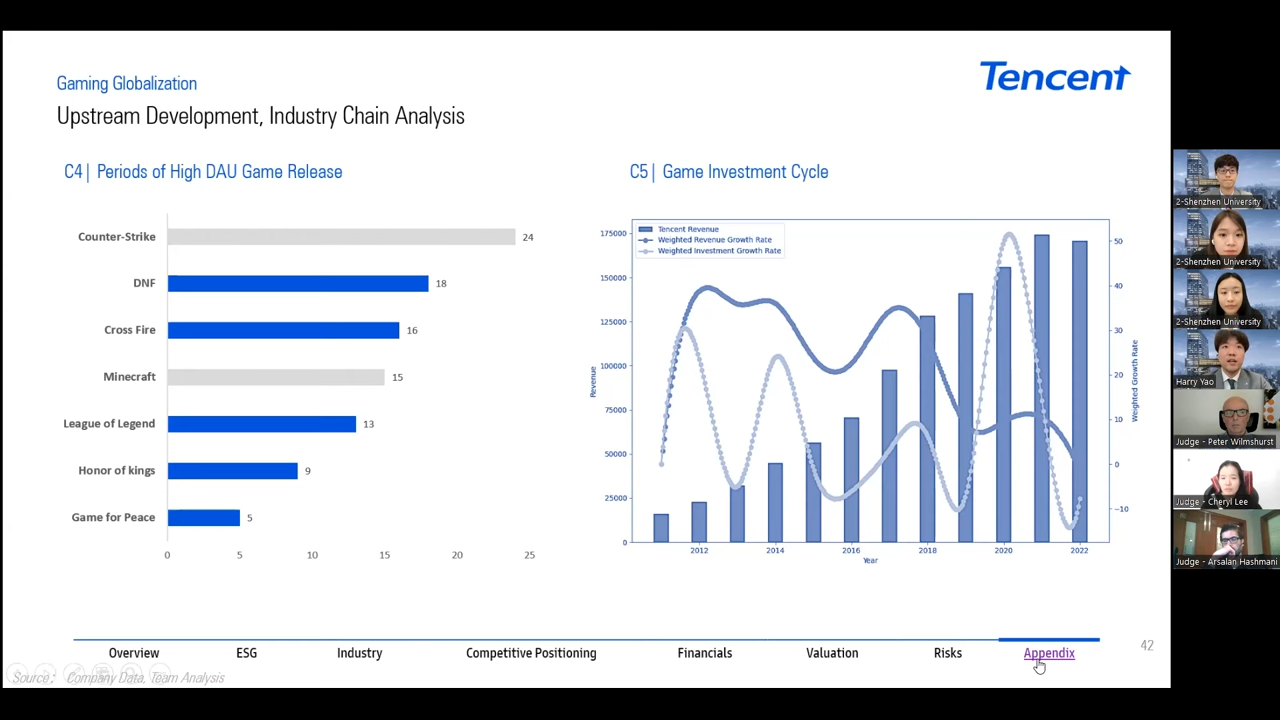 Gaming Globalization
Tencent
Upstream Development, Industry Chain Analysis
C4| Periods of High DAU Game Release
Counter-Strike 24
DNF 18
Cross Fire 16
Minecraft 15
League of Legend 13
Honor of kings 9
Game for Peace 5
0 5 10 15 20 25
C5| Game Investment Cycle
Tencent Revenue
Weighted Revenue Growth Rate
Weighted Investment Growth Rate
175000
150000
125000
100000
75000
50000
25000
0
Revenue
50
40
30
20
10
0
−10
Weighted Growth Rate
2012 2014 2016 2018 2020 2022
Year
Overview ESG Industry Competitive Positioning Financials Valuation Risks Appendix
42
Source: Company Data, Team Analysis
2-Shenzhen University
2-Shenzhen University
2-Shenzhen University
Harry Yao
Judge - Peter Wilmshurst
Judge - Cheryl Lee
Judge - Arsalan Hashmani